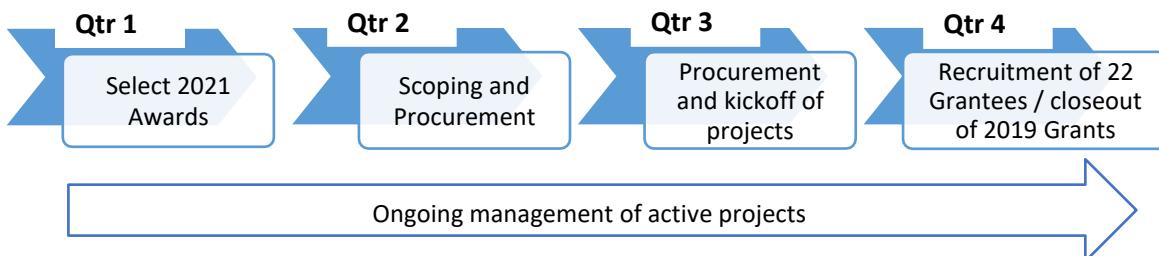 Qtr 1
Select 2021
Awards
Qtr 2
Scoping and
Procurement
Qtr 3
Procurement
and kickoff of
projects
Qtr 4
Recruitment of 22
Grantees / closeout
of 2019 Grants
Ongoing management of active projects